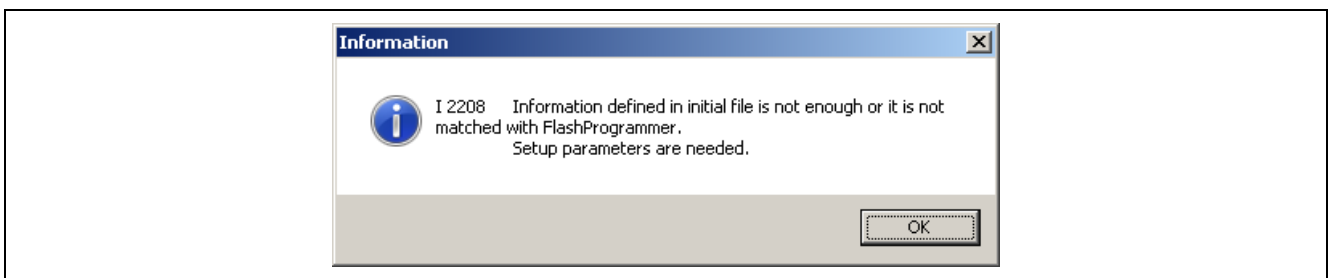 Information
I 2208 Information defined in initial file is not enough or it is not
matched with FlashProgrammer.
Setup parameters are needed.
OK